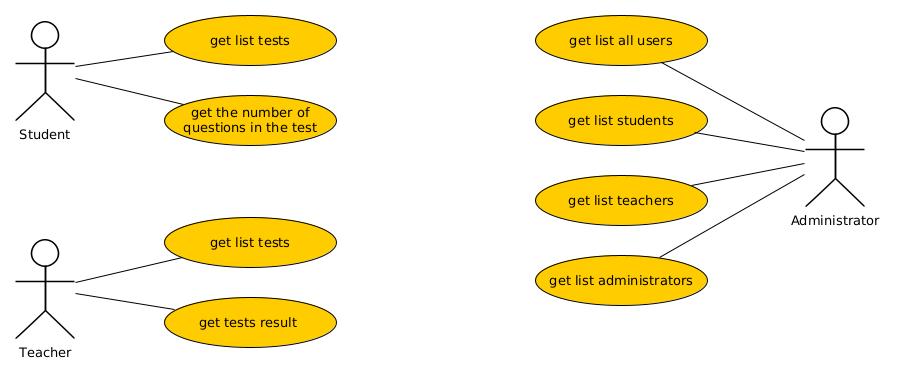 get list tests
get the number of
questions in the test
Student
get list tests
get tests result
Teacher
get list all users
get list students
get list teachers
get list administrators
Administrator